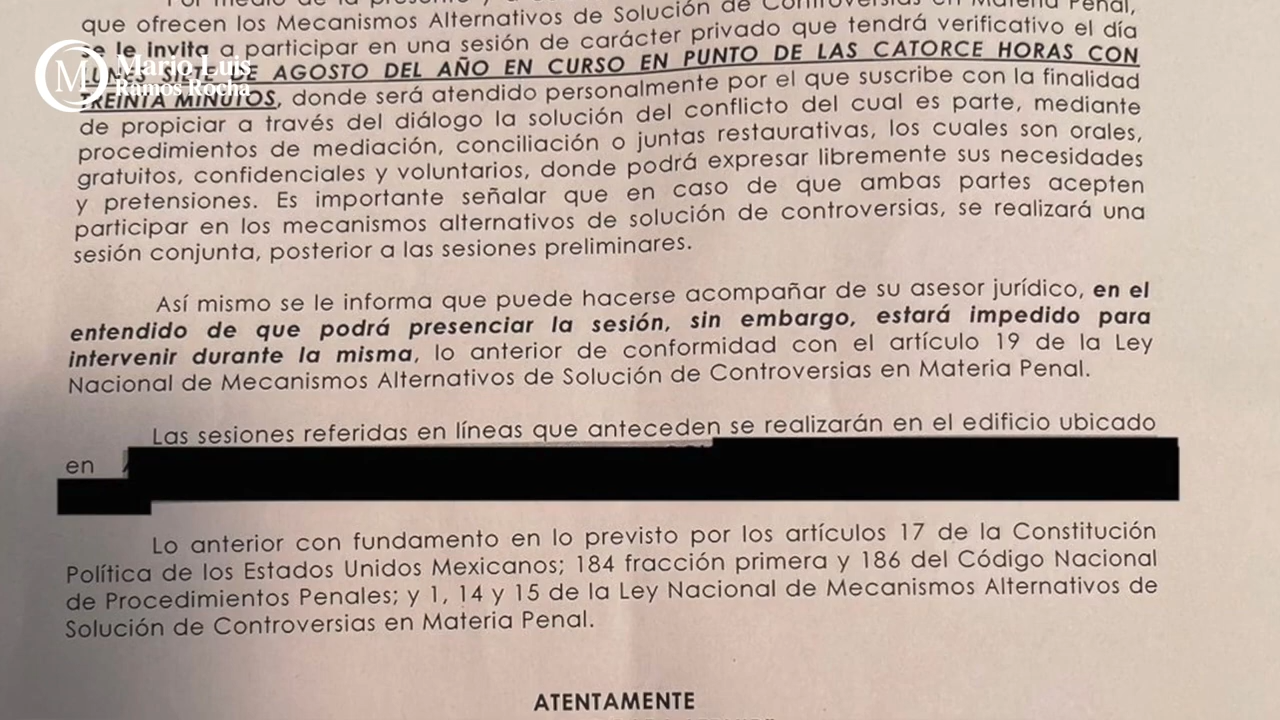 Por medio de la presente y
que ofrecen los Mecanismos Alternativos de Solución de Controversias en Materia Penal,
se le invita a participar en una sesión de carácter privado que tendrá verificativo el día
LUNES SIETE DE AGOSTO DEL AÑO EN CURSO EN PUNTO DE LAS CATORCE HORAS CON
TREINTA MINUTOS, donde será atendido personalmente por el que suscribe con la finalidad
de propiciar a través del diálogo la solución del conflicto del cual es parte, mediante
procedimientos de mediación, conciliación o juntas restaurativas, los cuales son orales,
gratuitos, confidenciales y voluntarios, donde podrá expresar libremente sus necesidades
y pretensiones. Es importante señalar que en caso de que ambas partes acepten
participar en los mecanismos alternativos de solución de controversias, se realizará una
sesión conjunta, posterior a las sesiones preliminares.
Así mismo se le informa que puede hacerse acompañar de su asesor jurídico, en el
entendido de que podrá presenciar la sesión, sin embargo, estará impedido para
intervenir durante la misma, lo anterior de conformidad con el artículo 19 de la Ley
Nacional de Mecanismos Alternativos de Solución de Controversias en Materia Penal.
Las sesiones referidas en líneas que anteceden se realizarán en el edificio ubicado
en
Lo anterior con fundamento en lo previsto por los artículos 17 de la Constitución
Política de los Estados Unidos Mexicanos; 184 fracción primera y 186 del Código Nacional
de Procedimientos Penales; y 1, 14 y 15 de la Ley Nacional de Mecanismos Alternativos de
Solución de Controversias en Materia Penal.
ATENTAMENTE
M
Mario Luis
Ramos Rocha